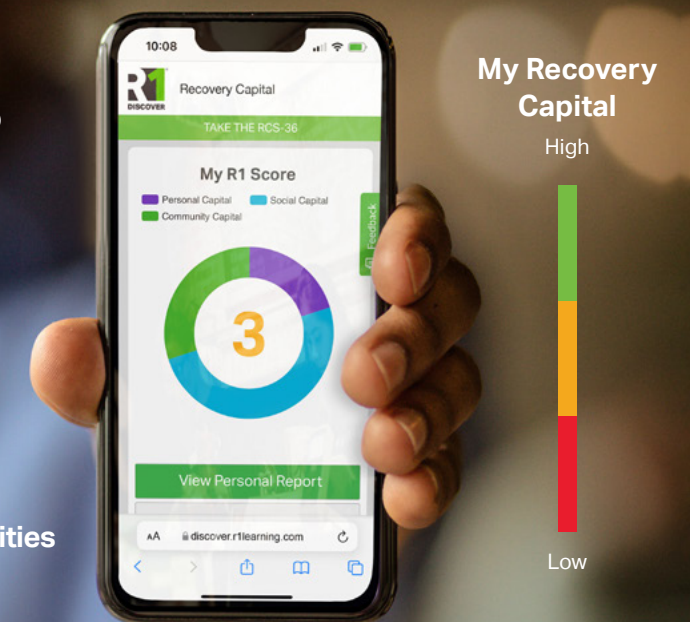 10:08
R1
DISCOVER
Recovery Capital
TAKE THE RCS-36
My R1 Score
Personal Capital
Social Capital
Community Capital
Feedback
3
View Personal Report
AA
discover.r1learning.com
ities
My Recovery
Capital
High
Low